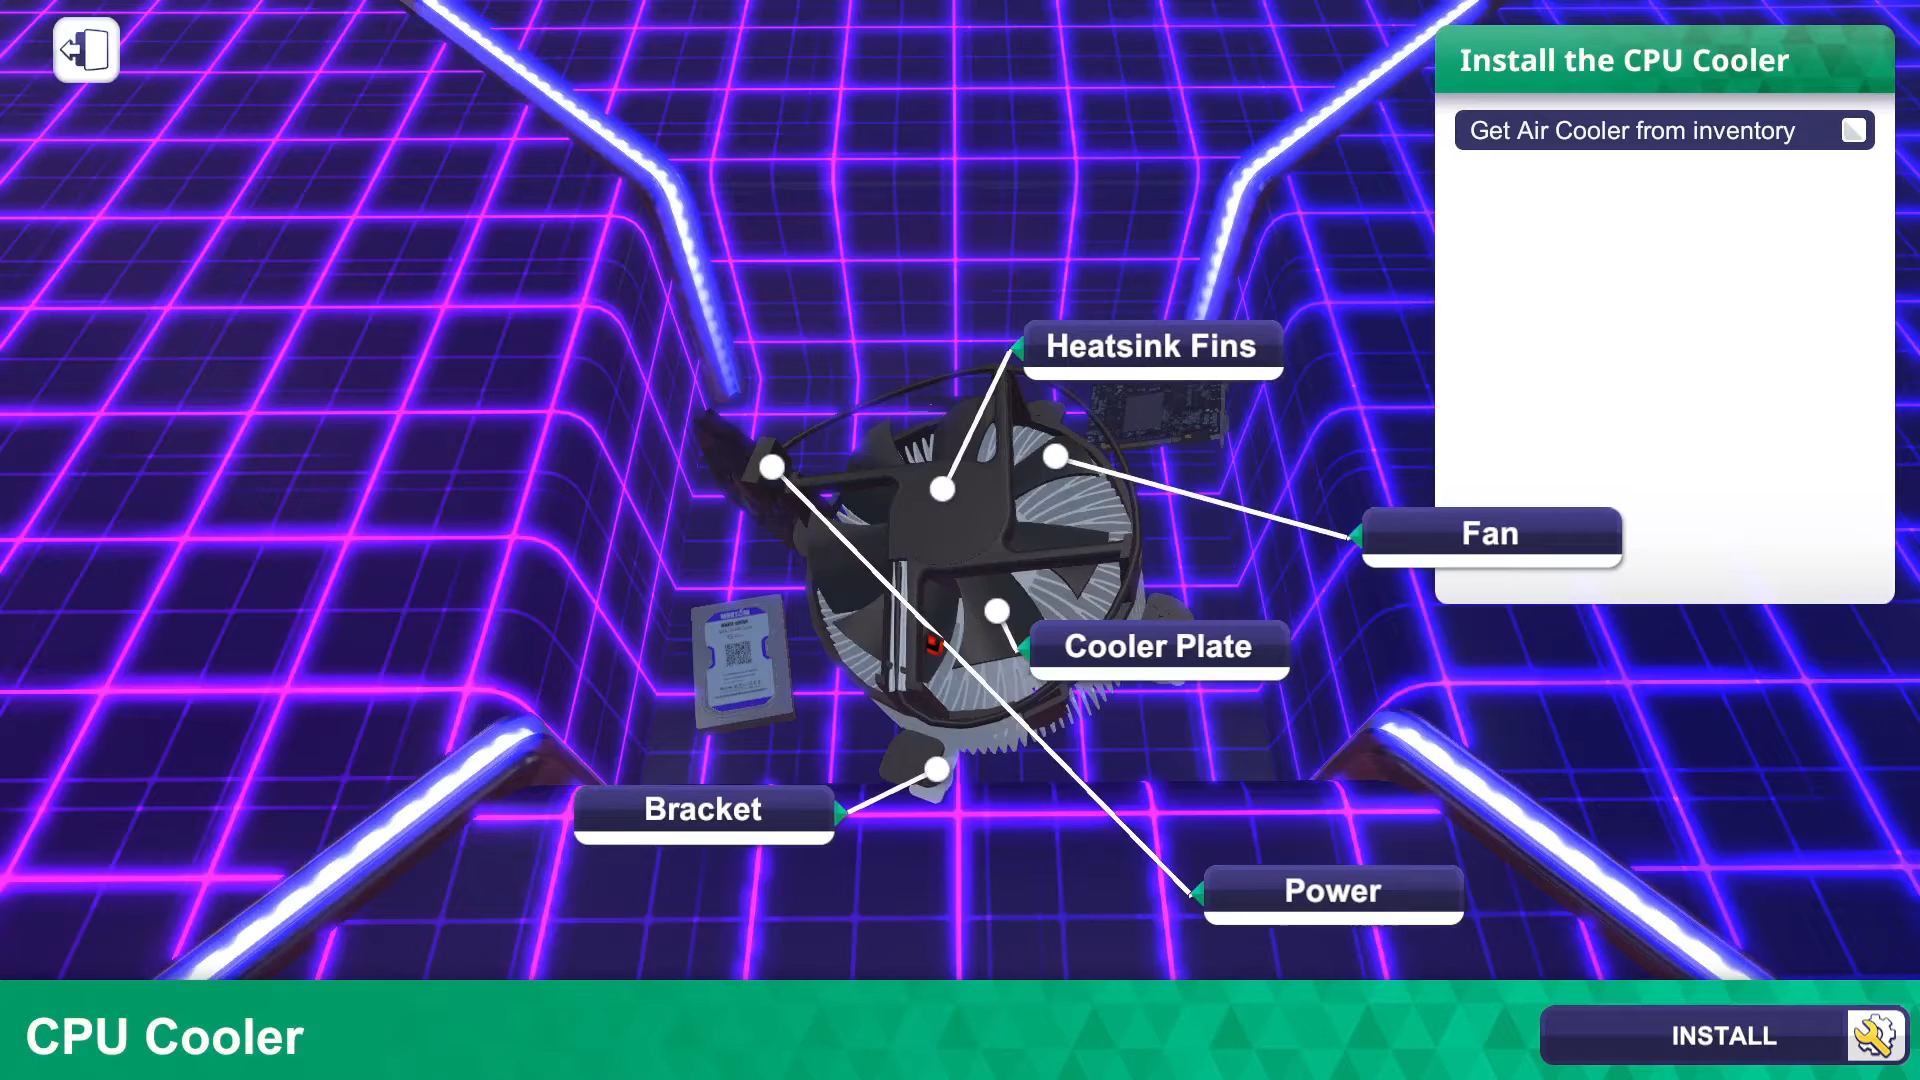 Install the CPU Cooler
Get Air Cooler from inventory
Heatsink Fins
Fan
Cooler Plate
Bracket
Power
CPU Cooler
INSTALL